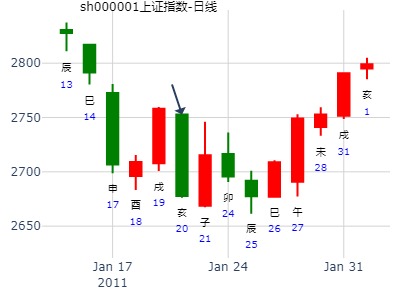 sh000001上证指数-日线
2800
2750
2700
2650
辰
13
巳
14
申
17
酉
18
戌
19
亥
20
子
21
卯
24
辰
25
巳
26
午
27
未
28
戌
31
亥
1
Jan 17
2011
Jan 24
Jan 31